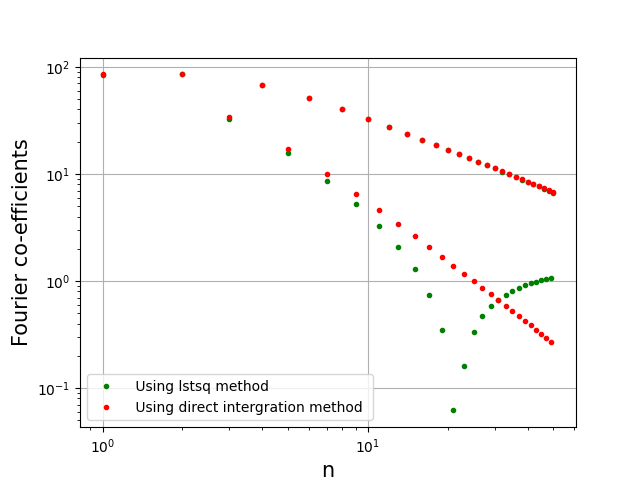 10²
10¹
10⁰
10⁻¹
Fourier co-efficients
Using lstsq method
Using direct intergration method
10⁰
10¹
n